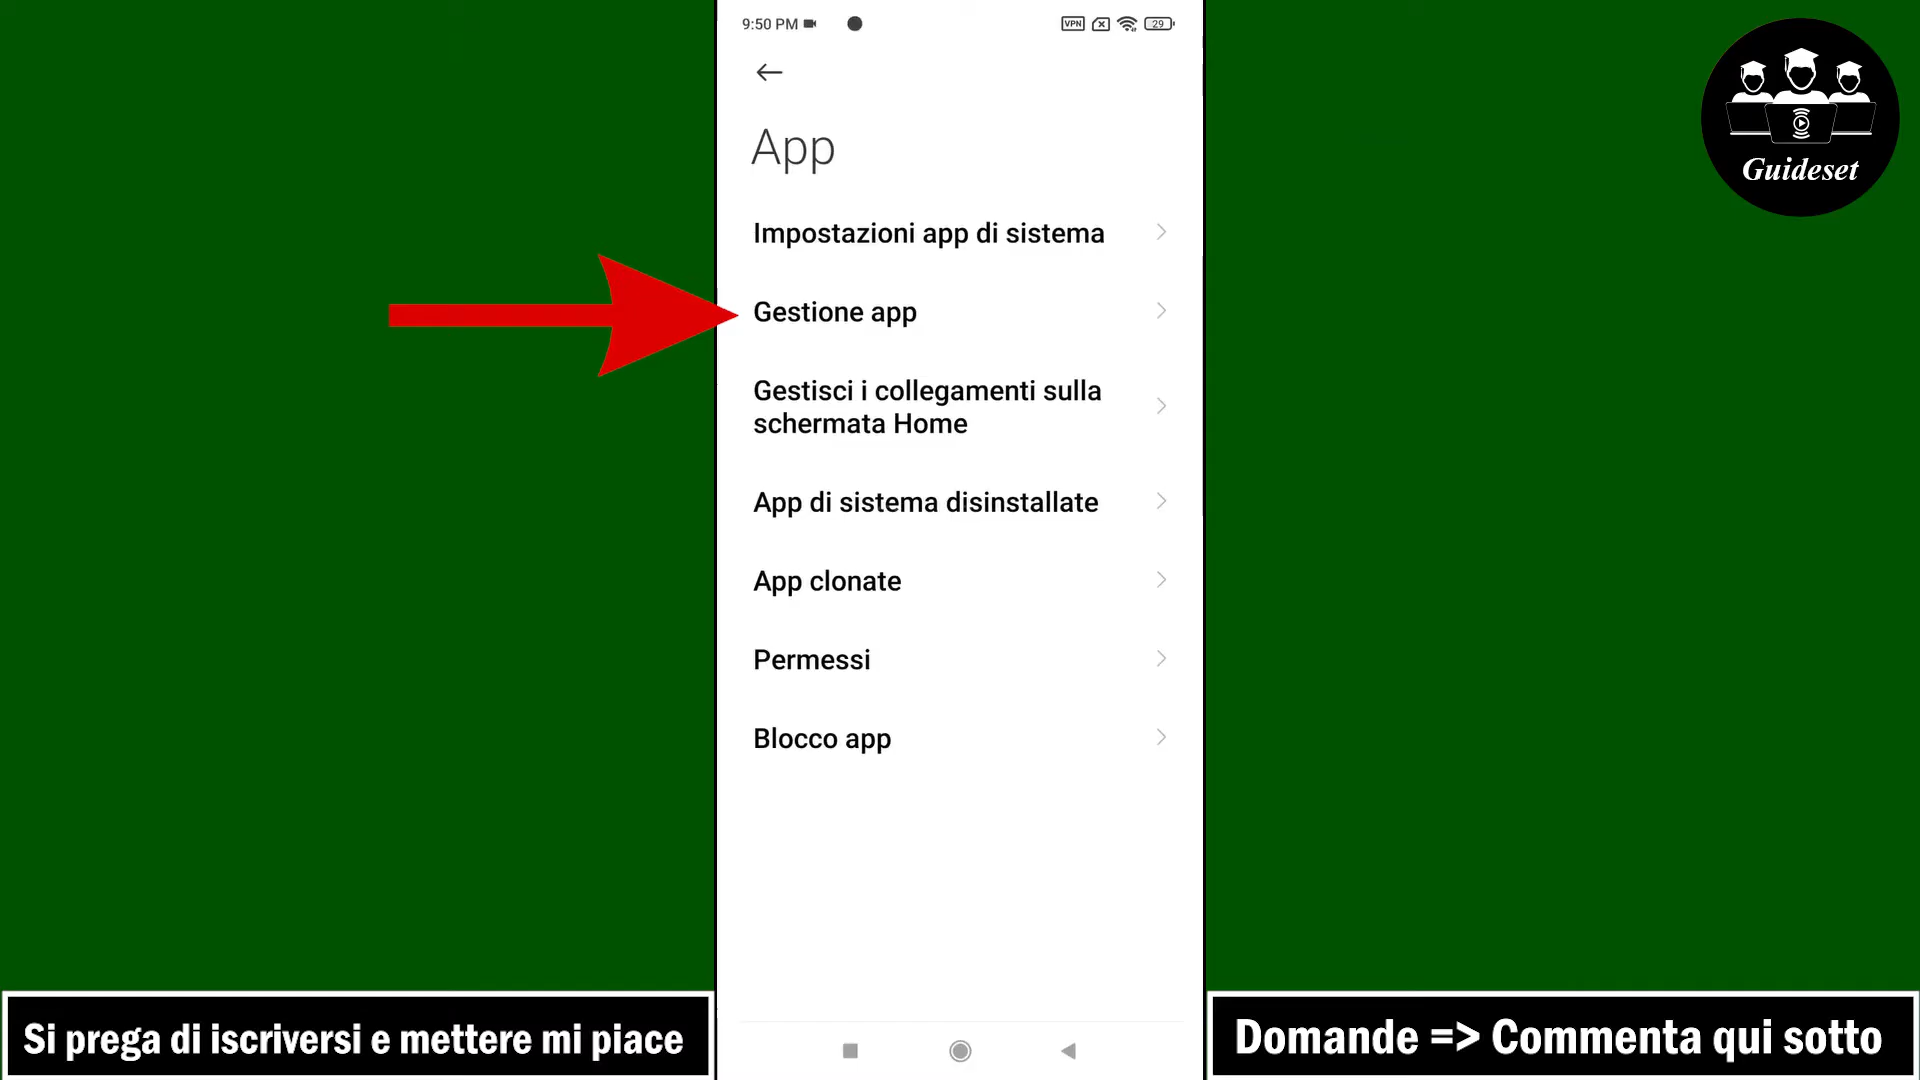 9:50 PM
VPN
29
Guideset
App
Impostazioni app di sistema
Gestione app
Gestisci i collegamenti sulla
schermata Home
App di sistema disinstallate
App clonate
Permessi
Blocco app
Si prega di iscriversi e mettere mi piace
Domande => Commenta qui sotto